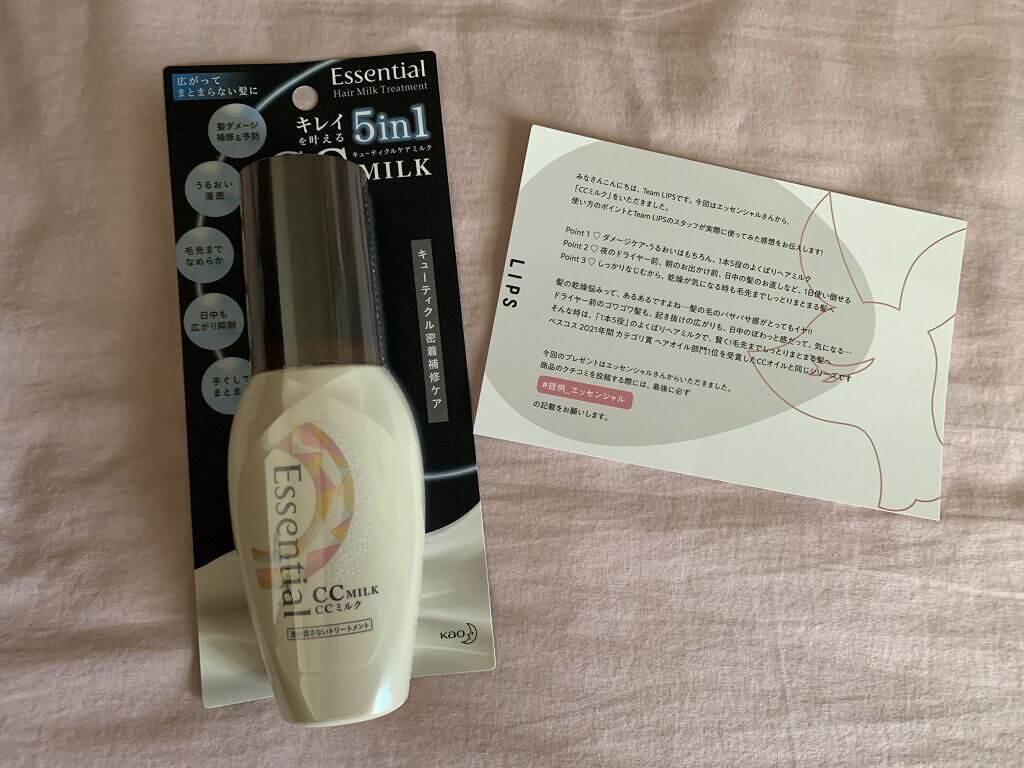 広がって
まとまらない髪に
Essential
Hair Milk Treatment
キレイ
を叶える
5in1
キューティクルケアミルク
MILK
髪ダメージ
補修&予防
うるおい
浸透
毛先まで
なめらか
日中も
広がり抑制
手ぐして
まとま
キューティクル密着補修ケア
Essential
CC MILK
CCミルク
洗い流さないトリートメント
Kao
LIPS
みなさんこんにちは、Team LIPSです。今回はエッセンシャルさんから、
「CCミルク」をいただきました。
使い方のポイントとTeam LIPSのスタッフが実際に使ってみた感想をお伝えします!
Point 1 ♡ ダメージケア・うるおいはもちろん、1本5役のよくばりヘアミルク
Point 2 ♡ 夜のドライヤー前、朝のお出かけ前、日中の髪のお直しなど、1日使い倒せる
Point 3 ♡ しっかりなじむから、乾燥が気になる時も毛先までしっとりまとまる髪へ
髪の乾燥悩みって、あるあるですよね…髪の毛のパサパサ感がとってもイヤ!!
ドライヤー前のゴワゴワ髪も、起き抜けの広がりも、日中のぽわっと感だって、気になる…
そんな時は、「1本5役」のよくばりヘアミルクで、賢く!毛先までしっとりまとまる髪へ
ベスコス2021年間 カテゴリ賞 ヘアオイル部門1位を受賞したCCオイルと同じシリーズです
今回のプレゼントはエッセンシャルさんからいただきました。
商品のクチコミを投稿する際には、最後に必ず
#提供_エッセンシャル
の記載をお願いします。